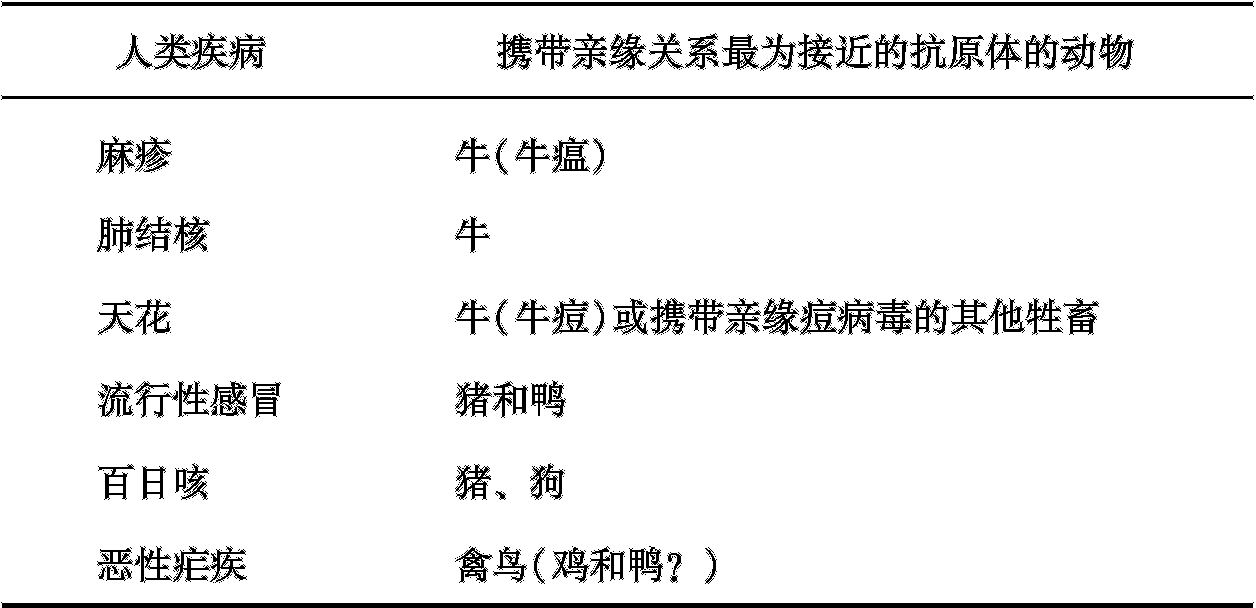 人类疾病 携带亲缘关系最为接近的抗原体的动物
麻疹 牛(牛瘟)
肺结核 牛
天花 牛(牛痘)或携带亲缘痘病毒的其他牲畜
流行性感冒 猪和鸭
百日咳 猪、狗
恶性疟疾 禽鸟(鸡和鸭？)